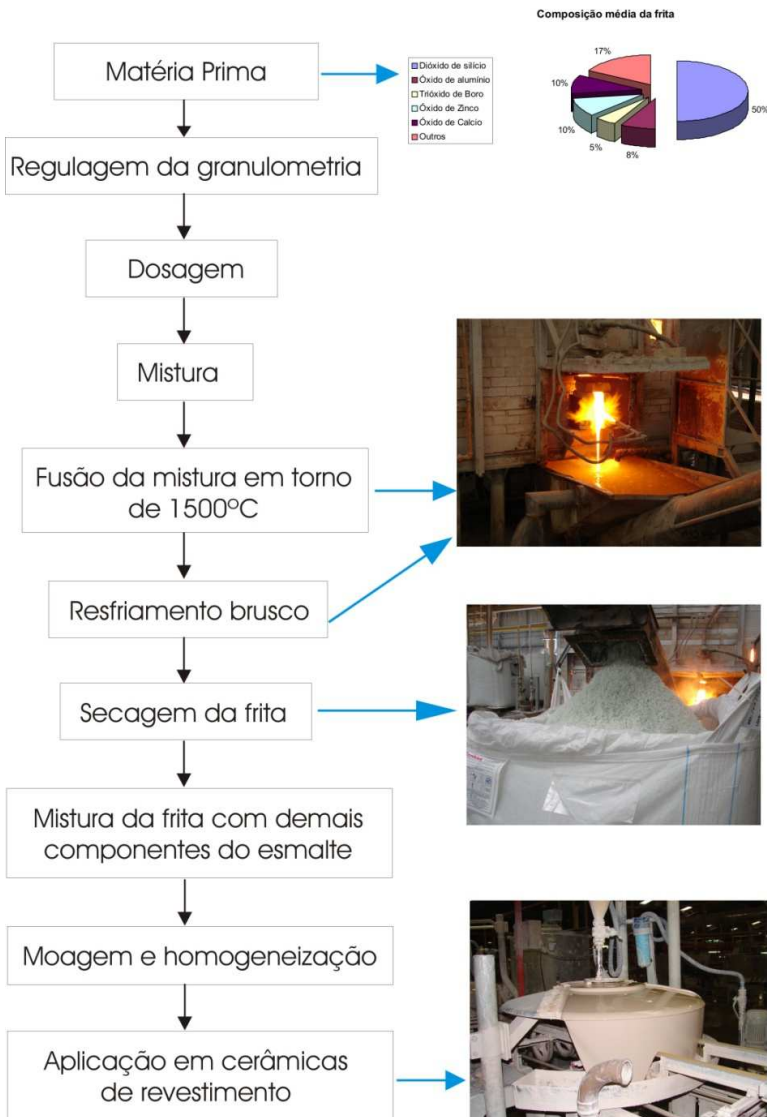 Composição média da frita
Matéria Prima
Dióxido de silício
Óxido de alumínio
Trióxido de Boro
Óxido de Zinco
Óxido de Calcio
Outros
17%
10%
10%
5%
8%
50%
Regulagem da granulometria
Dosagem
Mistura
Fusão da mistura em torno
de 1500ºC
Resfriamento brusco
Secagem da frita
Mistura da frita com demais
componentes do esmalte
Moagem e homogeneização
Aplicação em cerâmicas
de revestimento